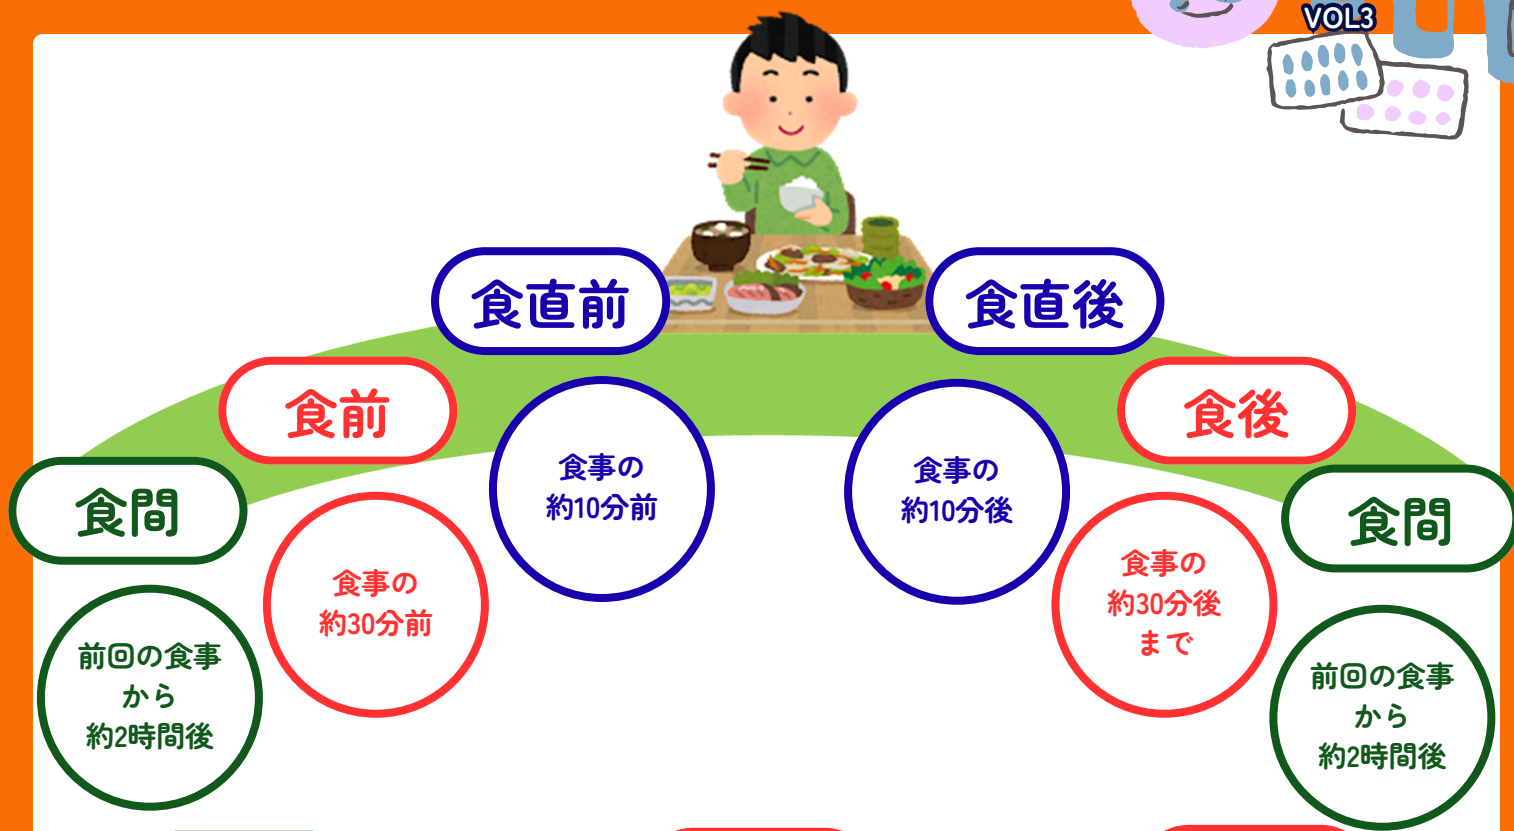 VOL3
食直前
食直後
食前
食後
食間
食間
食事の
約10分前
食事の
約10分後
食事の
約30分前
食事の
約30分後
まで
前回の食事
から
約2時間後
前回の食事
から
約2時間後